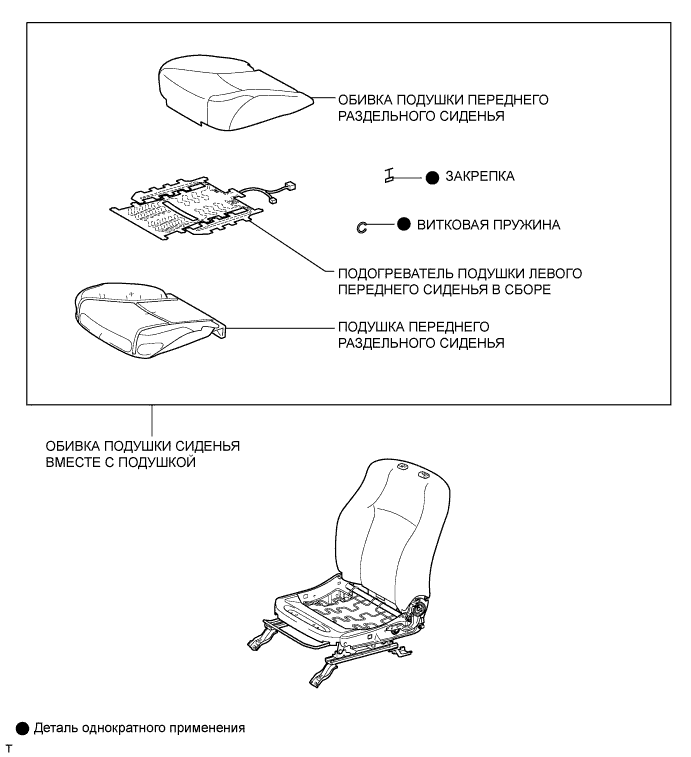 ОБИВКА ПОДУШКИ ПЕРЕДНЕГО
РАЗДЕЛЬНОГО СИДЕНЬЯ
ЗАКРЕПКА
ВИТКОВАЯ ПРУЖИНА
ПОДОГРЕВАТЕЛЬ ПОДУШКИ ЛЕВОГО
ПЕРЕДНЕГО СИДЕНЬЯ В СБОРЕ
ПОДУШКА ПЕРЕДНЕГО
РАЗДЕЛЬНОГО СИДЕНЬЯ
ОБИВКА ПОДУШКИ СИДЕНЬЯ
ВМЕСТЕ С ПОДУШКОЙ
Деталь однократного применения
T